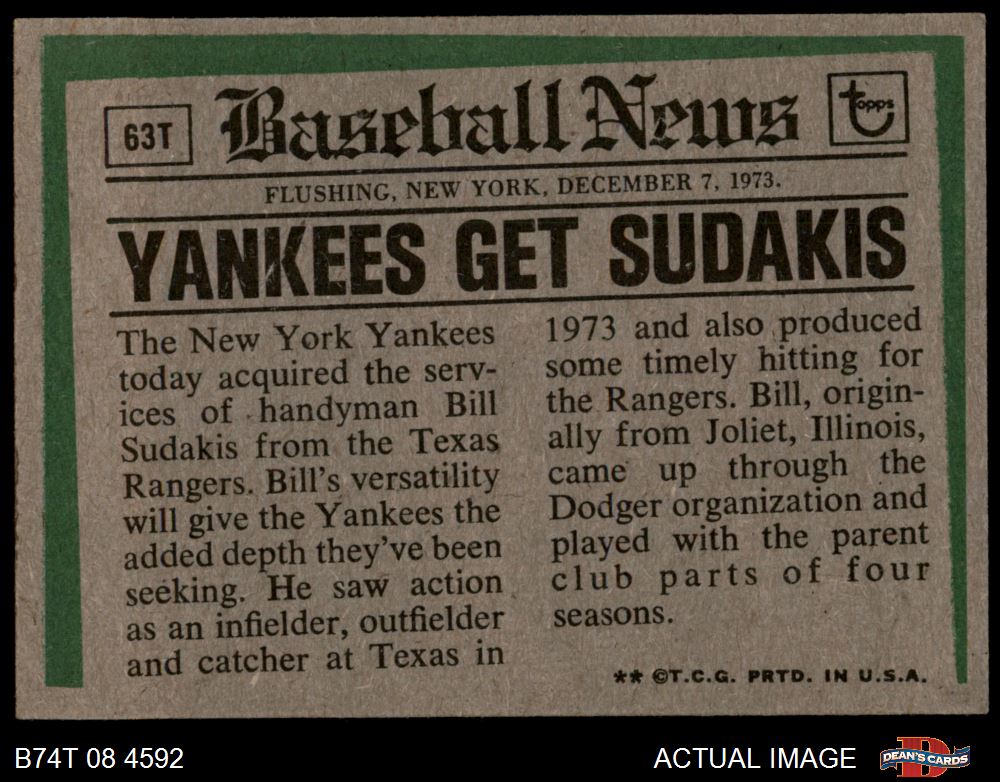 63T
Baseball News
topps
FLUSHING, NEW YORK, DECEMBER 7, 1973.
YANKEES GET SUDAKIS
The New York Yankees
today acquired the serv-
ices of handyman Bill
Sudakis from the Texas
Rangers. Bill's versatility
will give the Yankees the
added depth they've been
seeking. He saw action
as an infielder, outfielder
and catcher at Texas in
1973 and also produced
some timely hitting for
the Rangers. Bill, origin-
ally from Joliet, Illinois,
came up through the
Dodger organization and
played with the parent
club parts of four
seasons.
** ©T.C.G. PRTD. IN U.S.A.
B74T 08 4592
ACTUAL IMAGE
DEAN'S CARDS